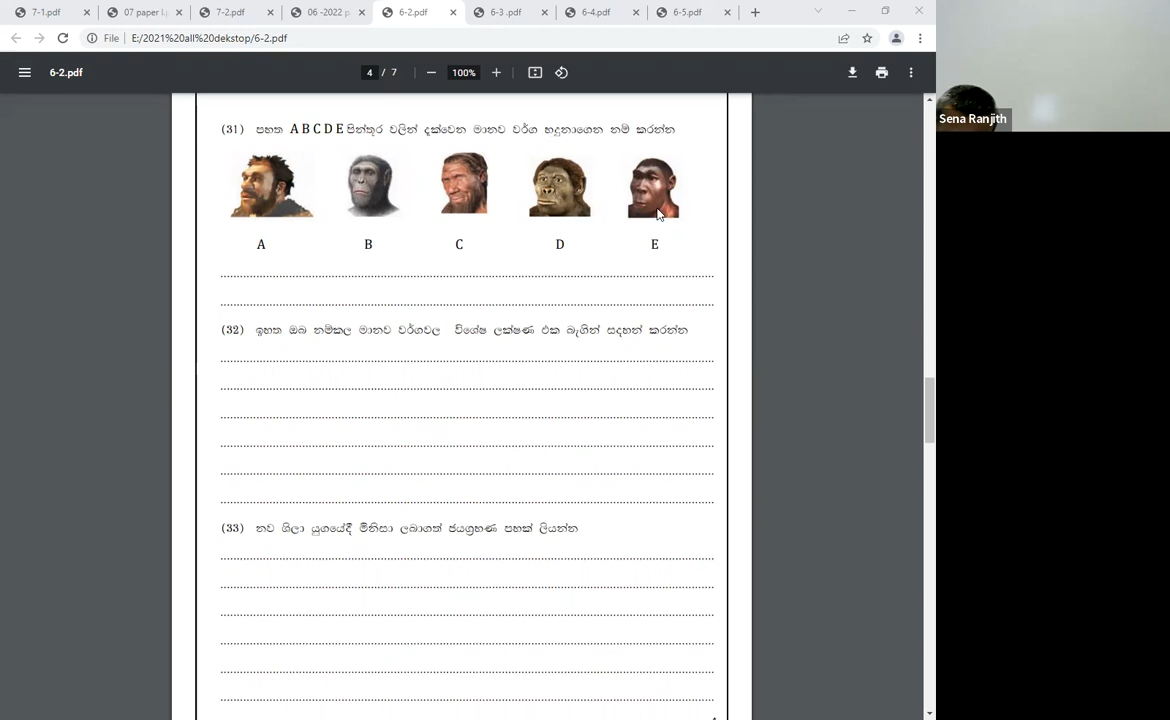 7-1.pdf
07 paper I.p
7-2.pdf
06 -2022 p
6-2.pdf
6-3 .pdf
6-4.pdf
6-5.pdf
File E:/2021%20all%20dekstop/6-2.pdf
6-2.pdf
4 / 7
100%
Sena Ranjith
(31) පහත A B C D E පින්තූර වලින් දැක්වෙන මානව වර්ග හදුනාගෙන නම් කරන්න
A B C D E
(32) ඉහත ඔබ නම්කල මානව වර්ගවල විශේෂ ලක්ෂණ එක බැගින් සදහන් කරන්න
(33) නව ශිලා යුගයේදී මිනිසා ලබාගත් ජයග්‍රහණ පහක් ලියන්න